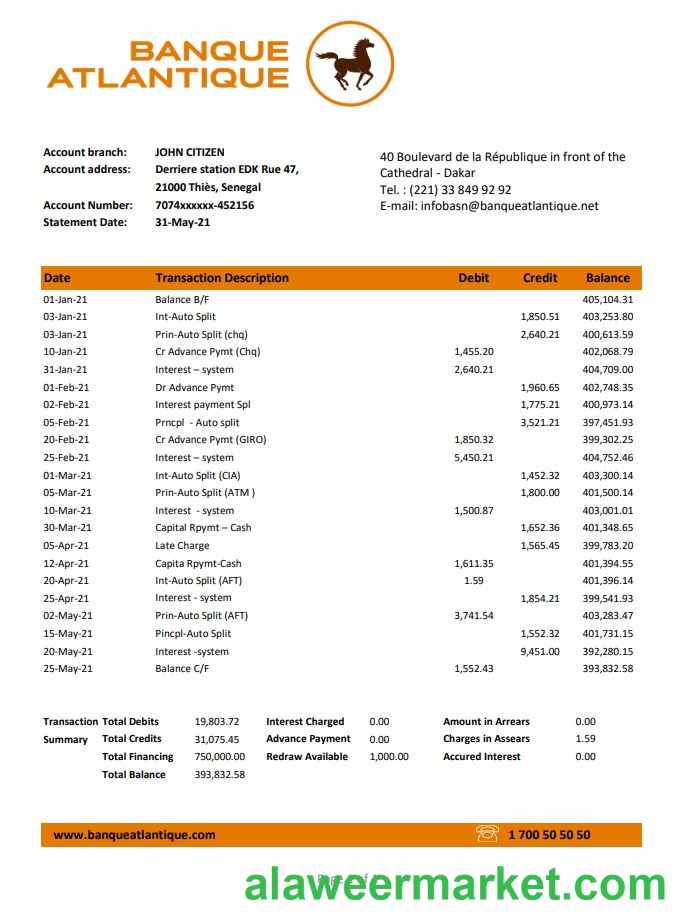 BANQUE
ATLANTIQUE
Account branch: JOHN CITIZEN
Account address: Derriere station EDK Rue 47,
21000 Thiès, Senegal
Account Number: 7074xxxxxx-452156
Statement Date: 31-May-21
40 Boulevard de la République in front of the
Cathedral - Dakar
Tel. : (221) 33 849 92 92
E-mail: infobasn@banqueatlantique.net
Date Transaction Description Debit Credit Balance
01-Jan-21 Balance B/F 405,104.31
03-Jan-21 Int-Auto Split 1,850.51 403,253.80
03-Jan-21 Prin-Auto Split (chq) 2,640.21 400,613.59
10-Jan-21 Cr Advance Pymt (Chq) 1,455.20 402,068.79
31-Jan-21 Interest – system 2,640.21 404,709.00
01-Feb-21 Dr Advance Pymt 1,960.65 402,748.35
02-Feb-21 Interest payment Spl 1,775.21 400,973.14
05-Feb-21 Prncpl - Auto split 3,521.21 397,451.93
20-Feb-21 Cr Advance Pymt (GIRO) 1,850.32 399,302.25
25-Feb-21 Interest – system 5,450.21 404,752.46
01-Mar-21 Int-Auto Split (CIA) 1,452.32 403,300.14
05-Mar-21 Prin-Auto Split (ATM ) 1,800.00 401,500.14
10-Mar-21 Interest - system 1,500.87 403,001.01
30-Mar-21 Capital Rpymt – Cash 1,652.36 401,348.65
05-Apr-21 Late Charge 1,565.45 399,783.20
12-Apr-21 Capita Rpymt-Cash 1,611.35 401,394.55
20-Apr-21 Int-Auto Split (AFT) 1.59 401,396.14
25-Apr-21 Interest - system 1,854.21 399,541.93
02-May-21 Prin-Auto Split (AFT) 3,741.54 403,283.47
15-May-21 Pincpl-Auto Split 1,552.32 401,731.15
20-May-21 Interest -system 9,451.00 392,280.15
25-May-21 Balance C/F 1,552.43 393,832.58
Transaction Total Debits 19,803.72 Interest Charged 0.00 Amount in Arrears 0.00
Summary Total Credits 31,075.45 Advance Payment 0.00 Charges in Assears 1.59
Total Financing 750,000.00 Redraw Available 1,000.00 Accured Interest 0.00
Total Balance 393,832.58
www.banqueatlantique.com 1 700 50 50 50
alaweermarket.com